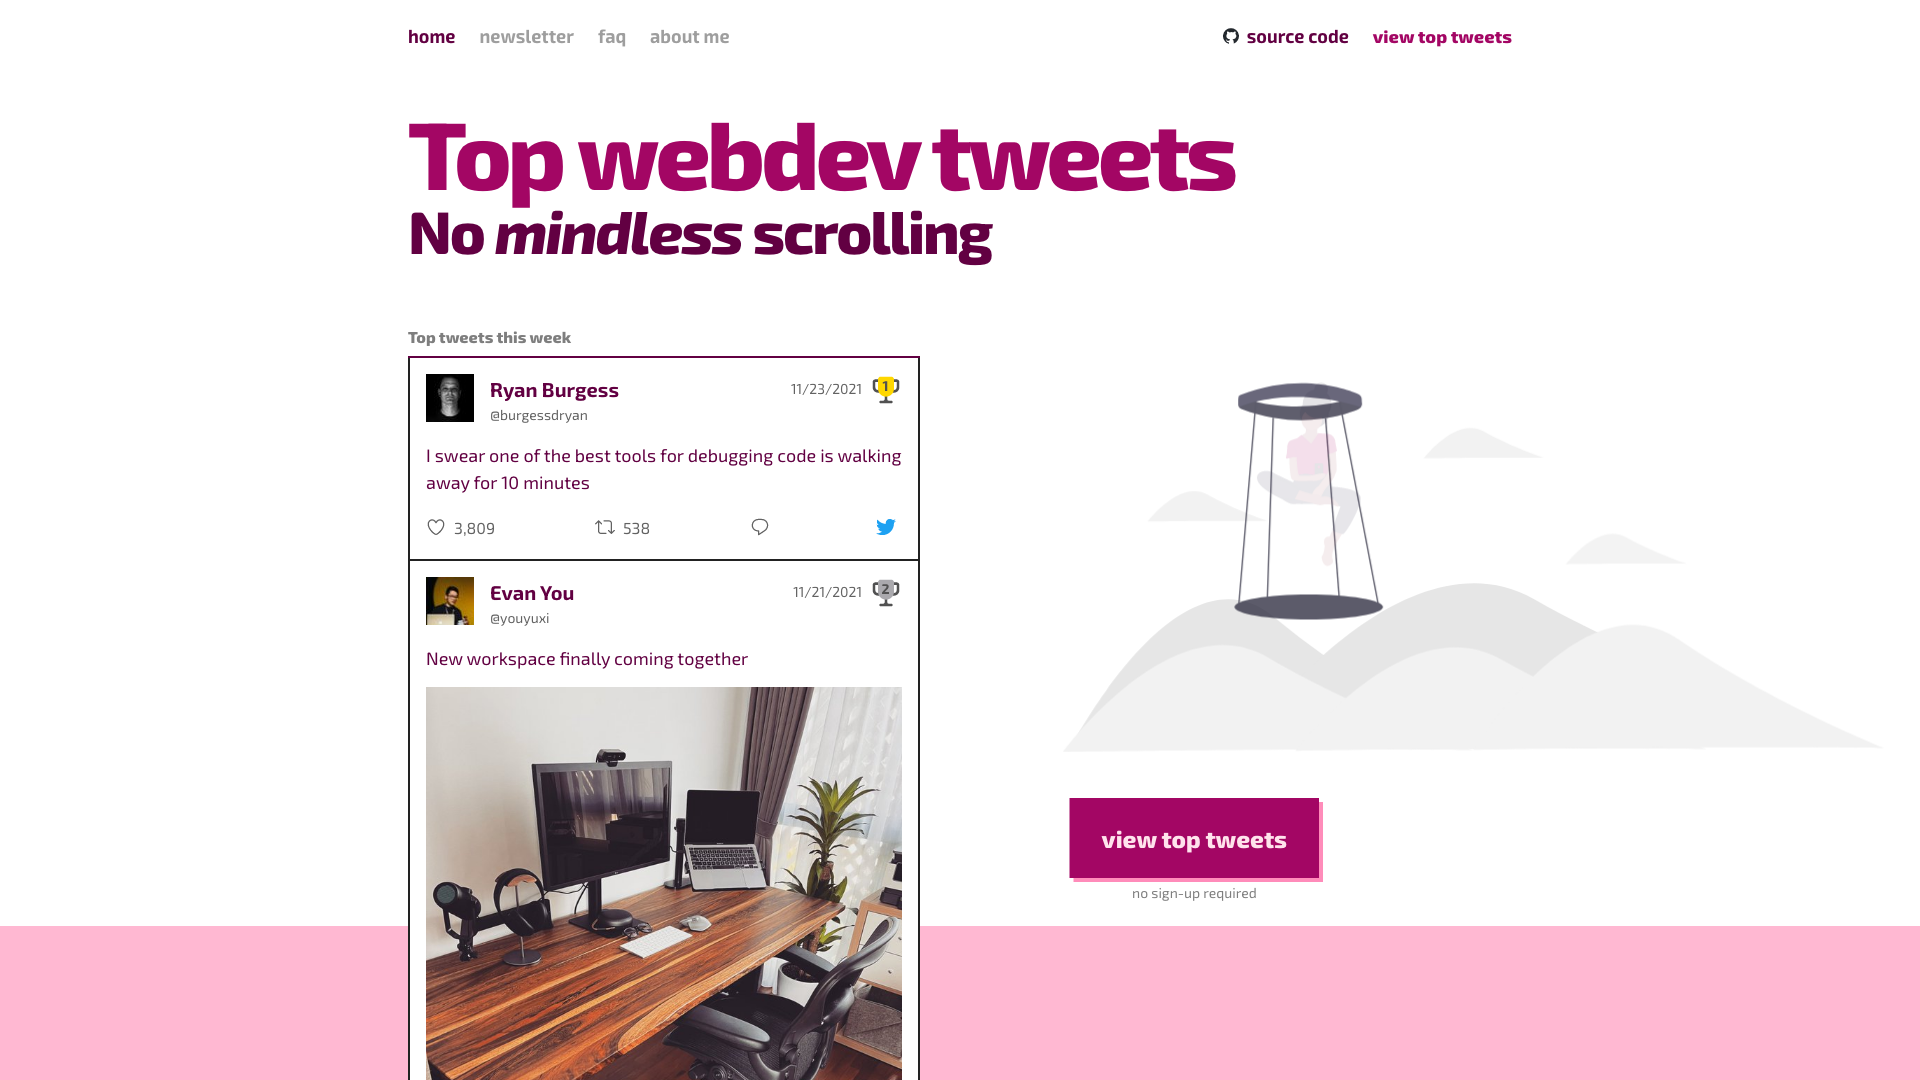 home newsletter faq about me source code view top tweets
Top webdev tweets
No mindless scrolling
Top tweets this week
Ryan Burgess 11/23/2021 1
@burgessdryan
I swear one of the best tools for debugging code is walking
away for 10 minutes
3,809 538
Evan You 11/21/2021 2
@youyuxi
New workspace finally coming together
view top tweets
no sign-up required